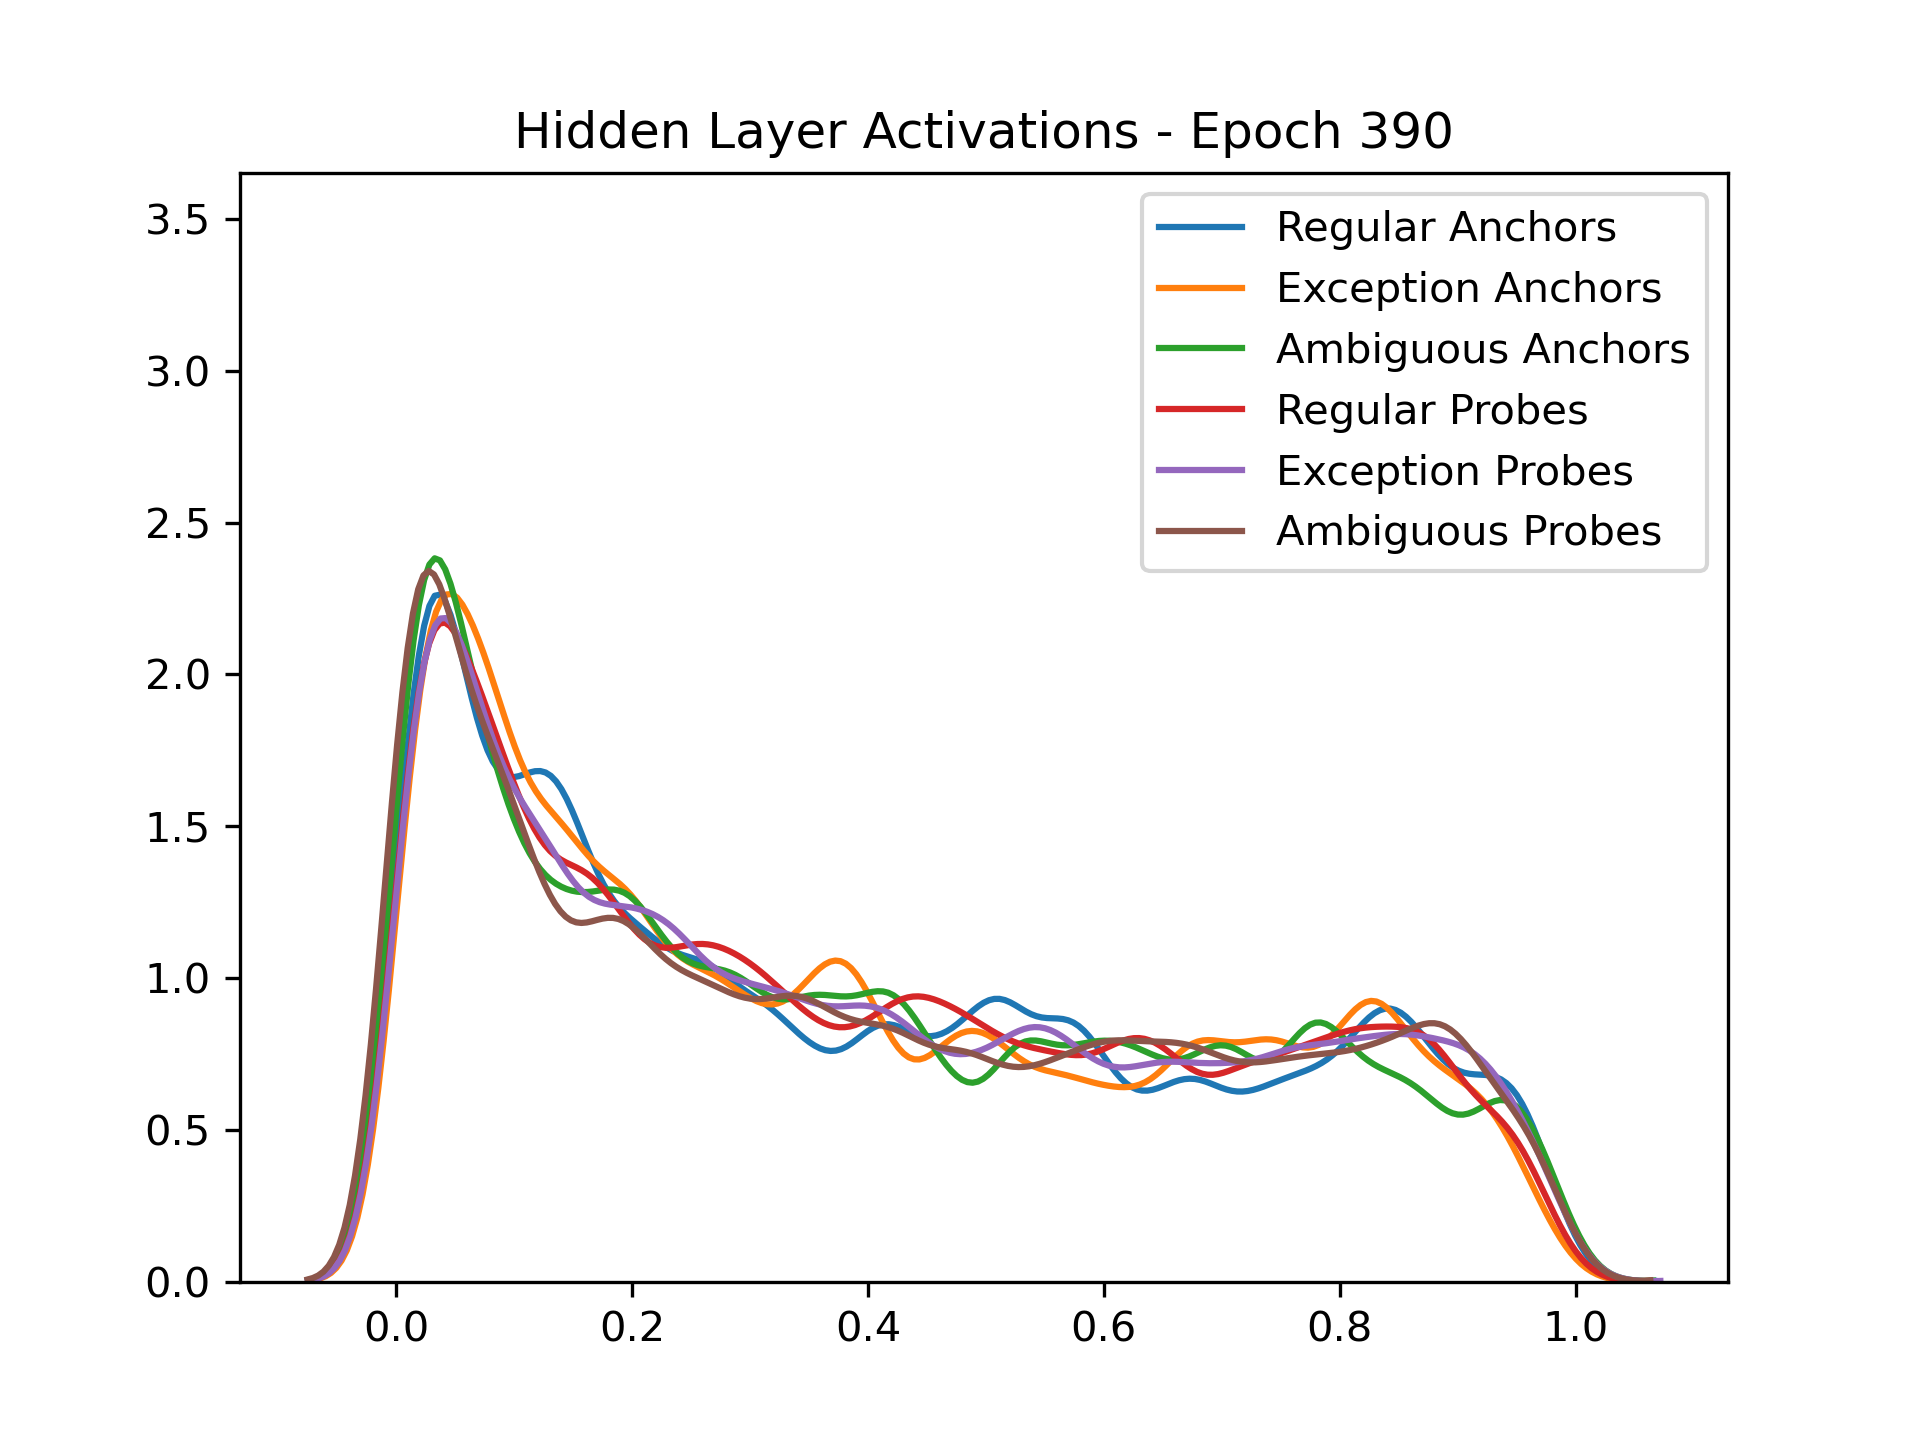 Hidden Layer Activations - Epoch 390
3.5
3.0
2.5
2.0
1.5
1.0
0.5
0.0
Regular Anchors
Exception Anchors
Ambiguous Anchors
Regular Probes
Exception Probes
Ambiguous Probes
0.0 0.2 0.4 0.6 0.8 1.0